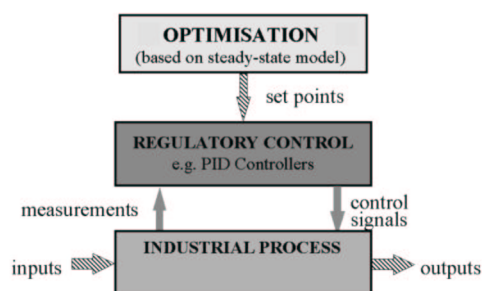 OPTIMISATION
(based on steady-state model)
set points
REGULATORY CONTROL
e.g. PID Controllers
measurements
control
signals
INDUSTRIAL PROCESS
inputs
outputs